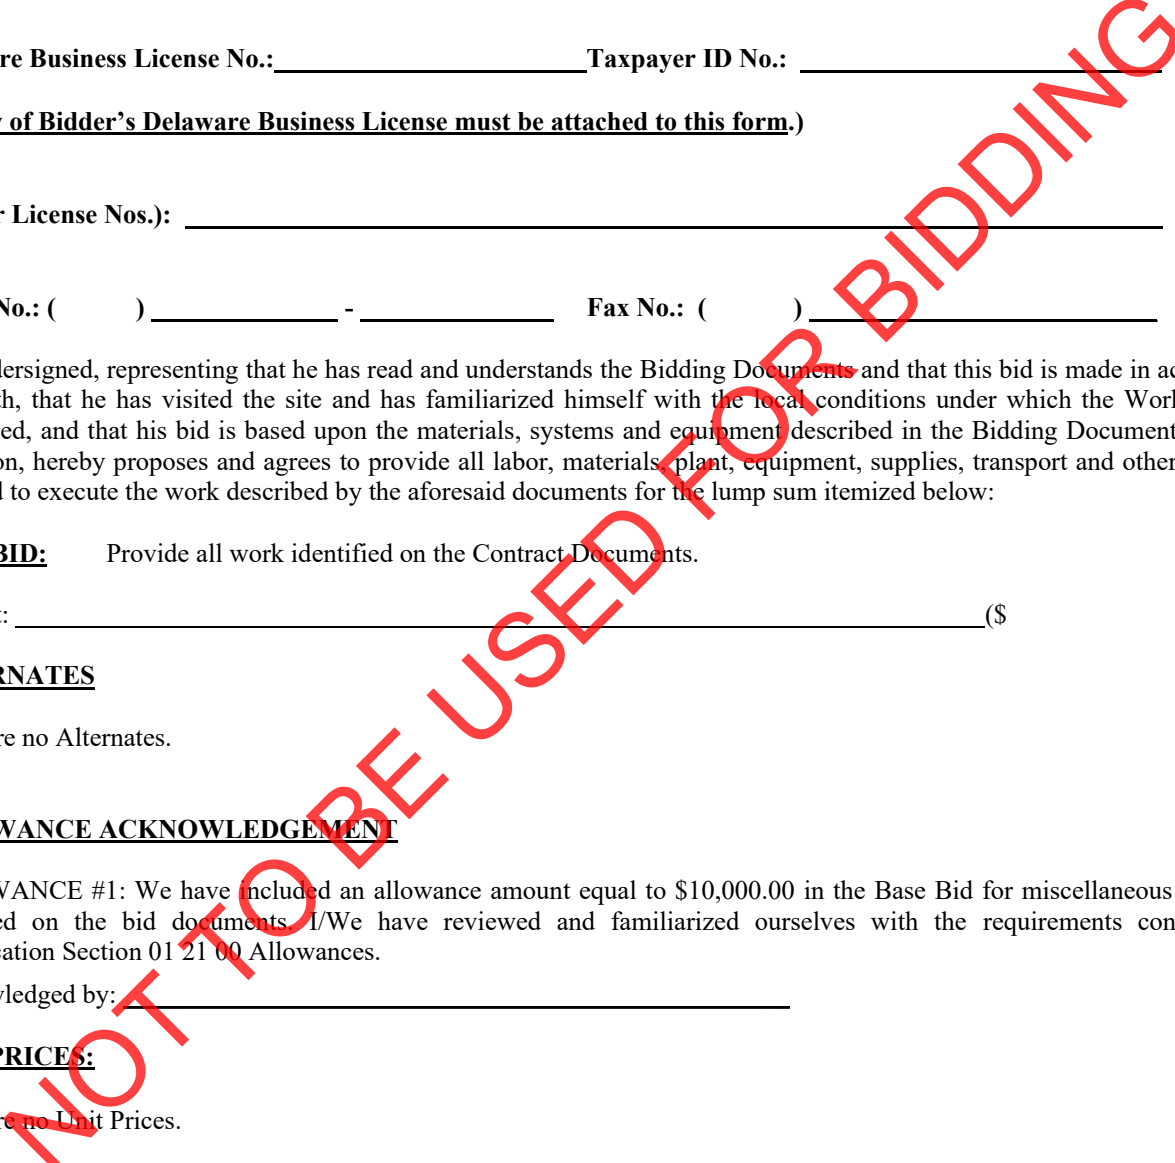 re Business License No.: Taxpayer ID No.:
of Bidder’s Delaware Business License must be attached to this form.)
License Nos.):
No.: ( ) - Fax No.: ( )
dersigned, representing that he has read and understands the Bidding Documents and that this bid is made in ac
th, that he has visited the site and has familiarized himself with the local conditions under which the Work
ed, and that his bid is based upon the materials, systems and equipment described in the Bidding Document
on, hereby proposes and agrees to provide all labor, materials, plant, equipment, supplies, transport and other
to execute the work described by the aforesaid documents for the lump sum itemized below:
BID: Provide all work identified on the Contract Documents.
t: ($
RNATES
re no Alternates.
WANCE ACKNOWLEDGEMENT
WANCE #1: We have included an allowance amount equal to $10,000.00 in the Base Bid for miscellaneous
ed on the bid documents. I/We have reviewed and familiarized ourselves with the requirements con
cation Section 01 21 00 Allowances.
wledged by:
PRICES:
re no Unit Prices.
NOT TO BE USED FOR BIDDING